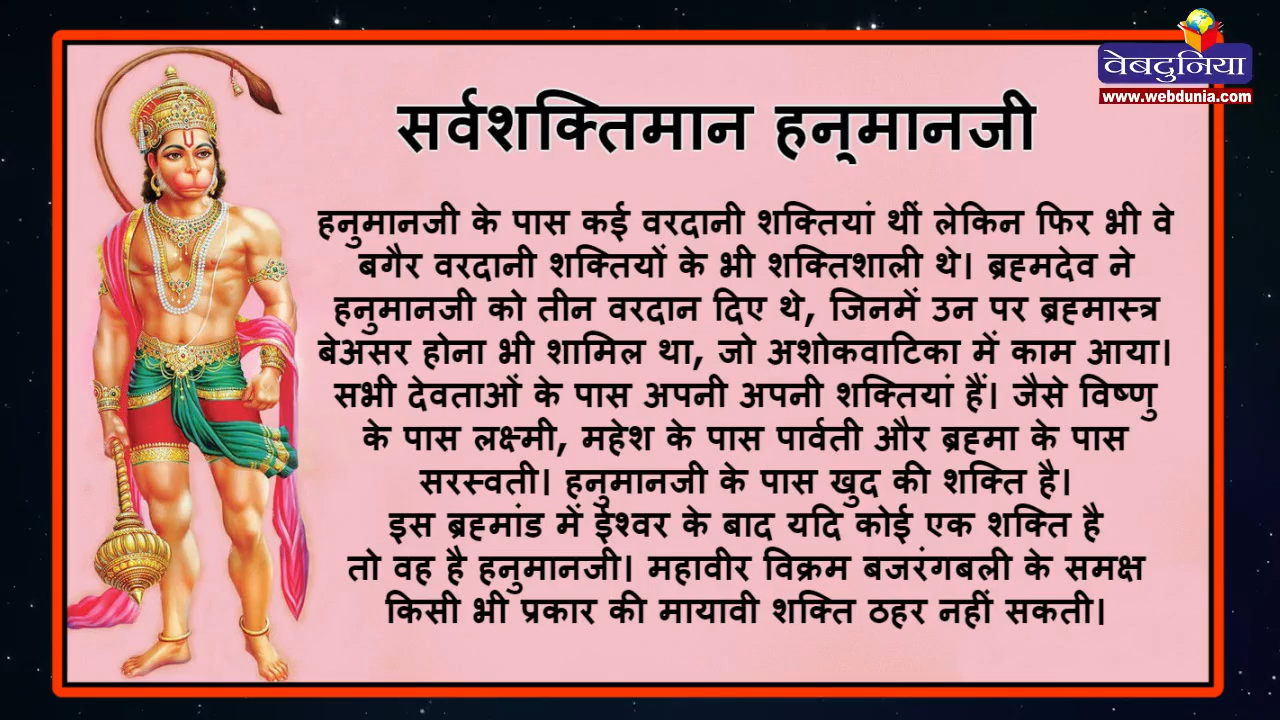 वेबदुनिया
www.webdunia.com
सर्वशक्तिमान हनुमानजी
हनुमानजी के पास कई वरदानी शक्तियां थीं लेकिन फिर भी वे
बगैर वरदानी शक्तियों के भी शक्तिशाली थे। ब्रह्मदेव ने
हनुमानजी को तीन वरदान दिए थे, जिनमें उन पर ब्रह्मास्त्र
बेअसर होना भी शामिल था, जो अशोकवाटिका में काम आया।
सभी देवताओं के पास अपनी अपनी शक्तियां हैं। जैसे विष्णु
के पास लक्ष्मी, महेश के पास पार्वती और ब्रह्मा के पास
सरस्वती। हनुमानजी के पास खुद की शक्ति है।
इस ब्रह्मांड में ईश्वर के बाद यदि कोई एक शक्ति है
तो वह है हनुमानजी। महावीर विक्रम बजरंगबली के समक्ष
किसी भी प्रकार की मायावी शक्ति ठहर नहीं सकती।